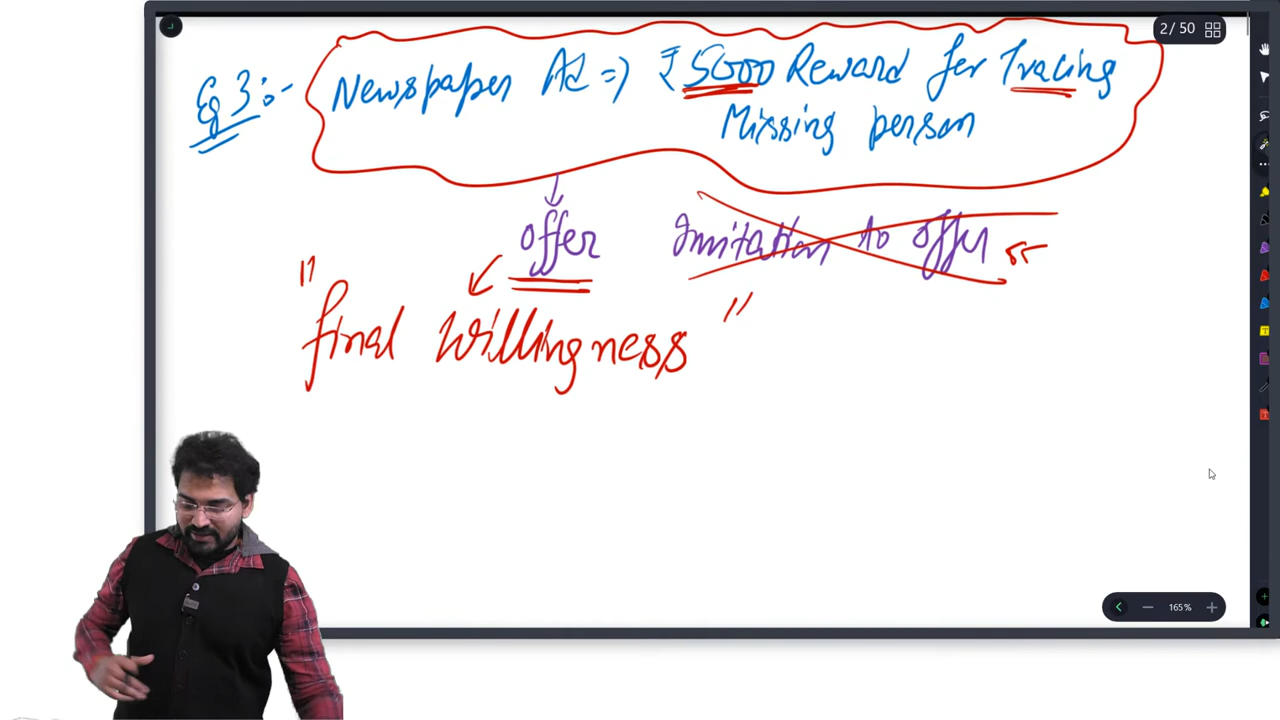 2/ 50
Eg 3:- Newspaper Ad => ₹5000 Reward for Tracing
Missing person
offer Invitation to offer
"final Willingness"
165%